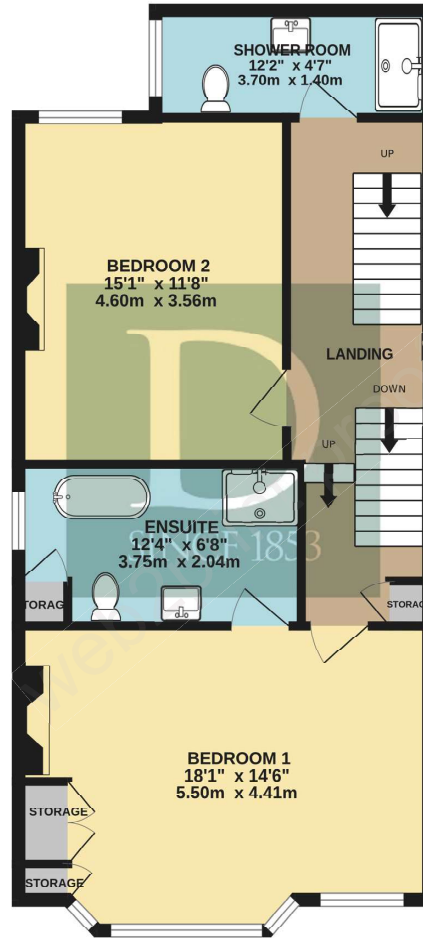 SHOWER ROOM
12'2" x 4'7"
3.70m x 1.40m
UP
BEDROOM 2
15'1" x 11'8"
4.60m x 3.56m
LANDING
DOWN
UP
ENSUITE
12'4" x 6'8"
3.75m x 2.04m
D
SINCE 1853
TORAG
STORAG
BEDROOM 1
18'1" x 14'6"
5.50m x 4.41m
STORAGE
STORAGE